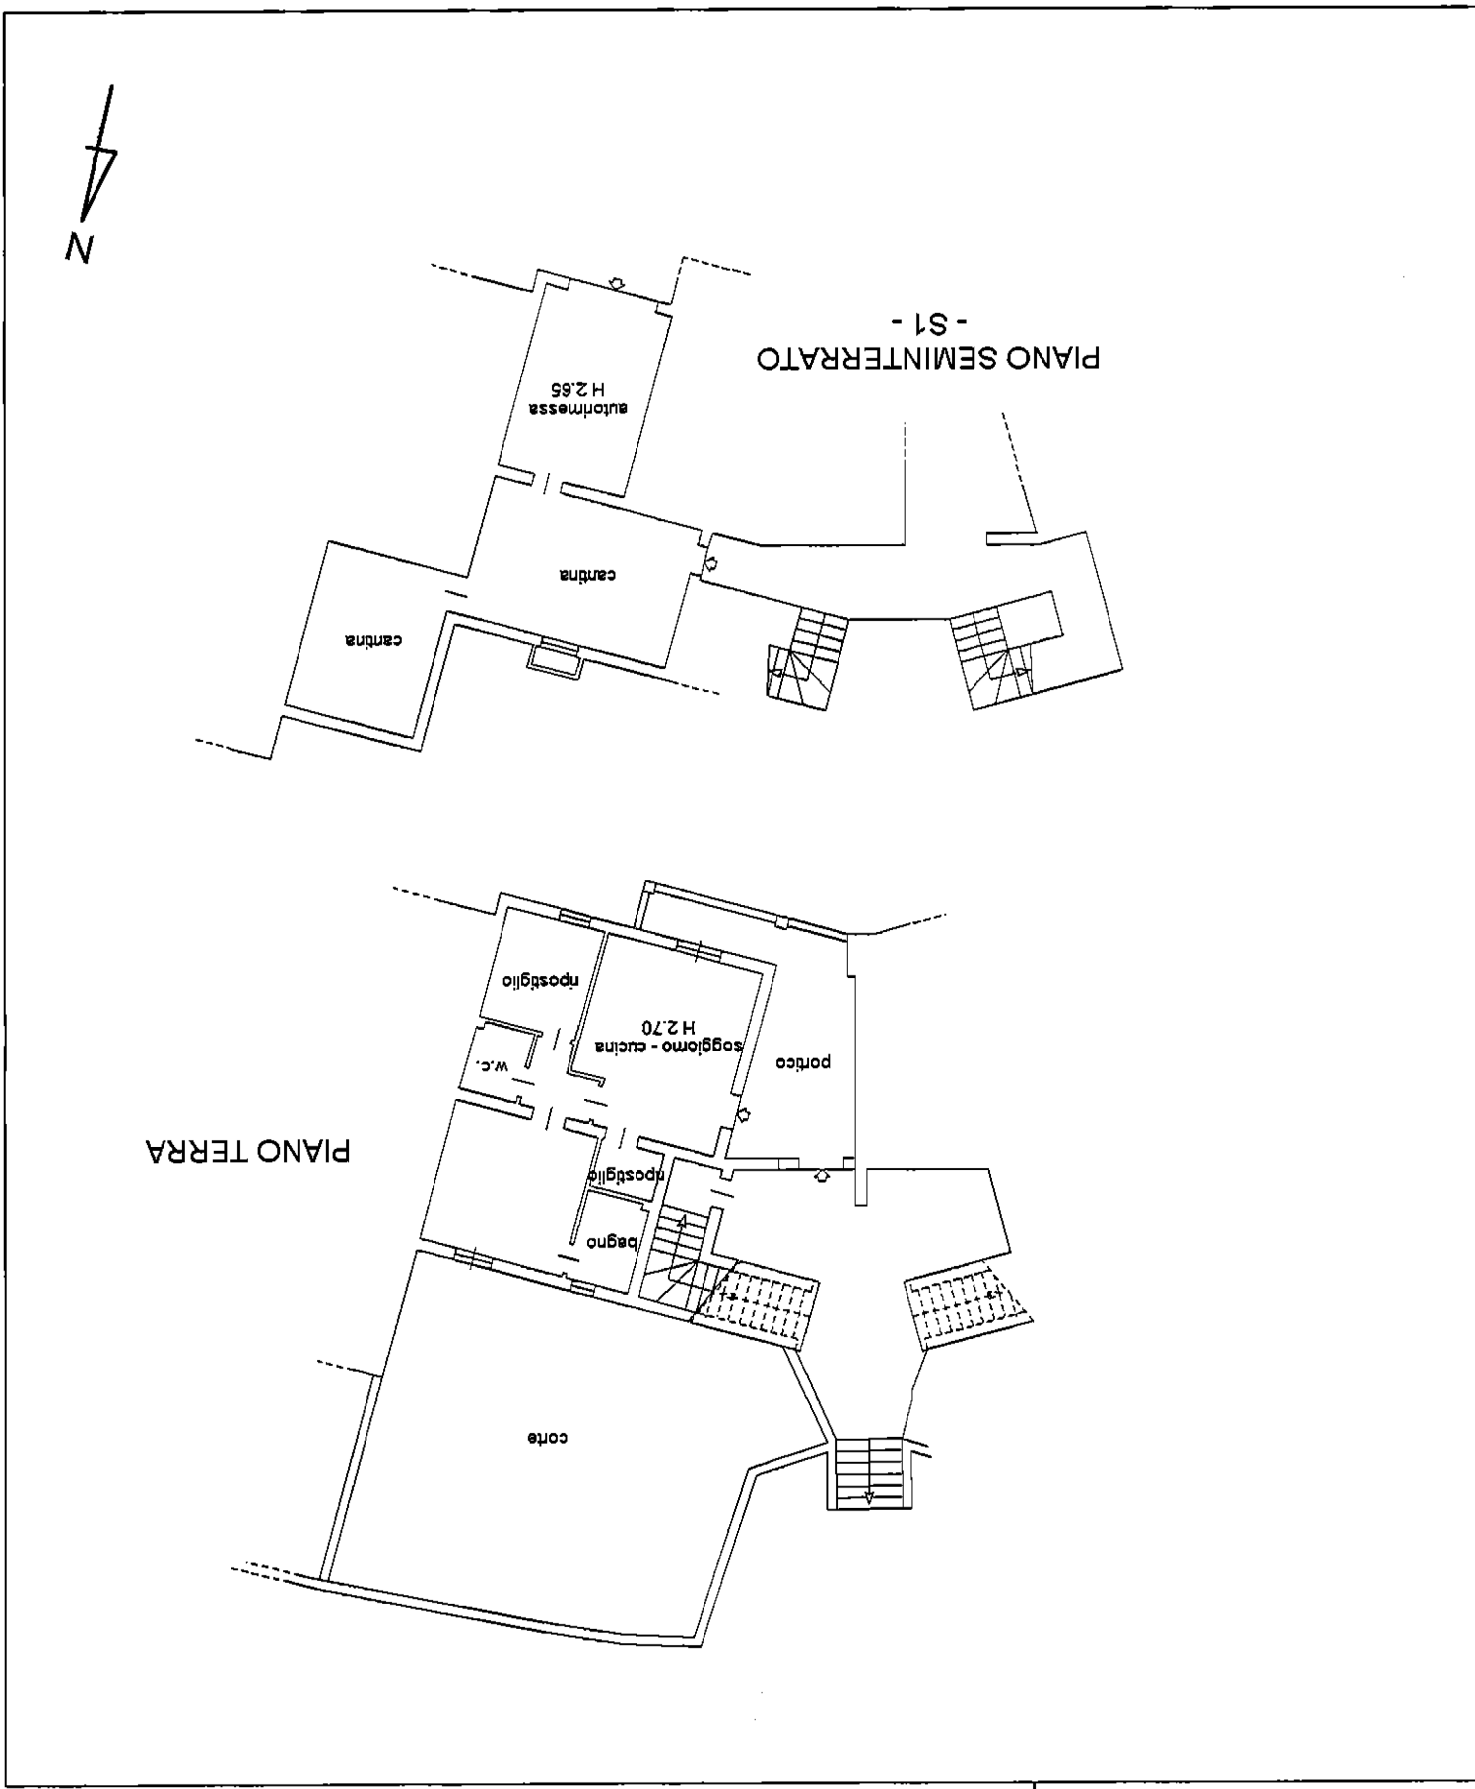 PIANO TERRA
corte
bagno
ripostiglio
w.c.
portico
soggiorno - cucina
H 2.70
ripostiglio
cantina
cantina
autorimessa
H 2.65
PIANO SEMINTERRATO
- S1 -
N